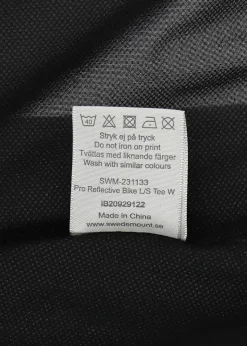 40
Stryk ej på tryck
Do not iron on print
Tvättas med liknande färger
Wash with similar colours
SWM-231133
Pro Reflective Bike L/S Tee W
IB20929122
Made in China
www.swedemount.se